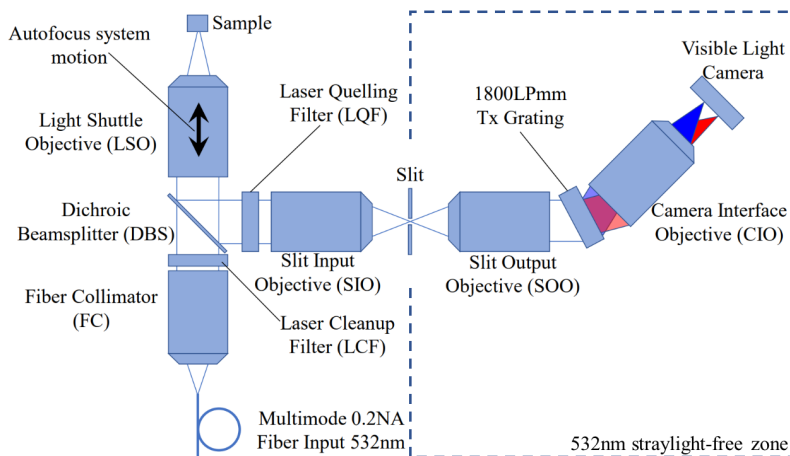 Sample
Autofocus system
motion
Light Shuttle
Objective (LSO)
Laser Quelling
Filter (LQF)
Dichroic
Beamsplitter (DBS)
Slit Input
Objective (SIO)
Fiber Collimator
(FC)
Laser Cleanup
Filter (LCF)
Multimode 0.2NA
Fiber Input 532nm
Slit
Visible Light
Camera
1800LPmm
Tx Grating
Camera Interface
Objective (CIO)
Slit Output
Objective (SOO)
532nm straylight-free zone